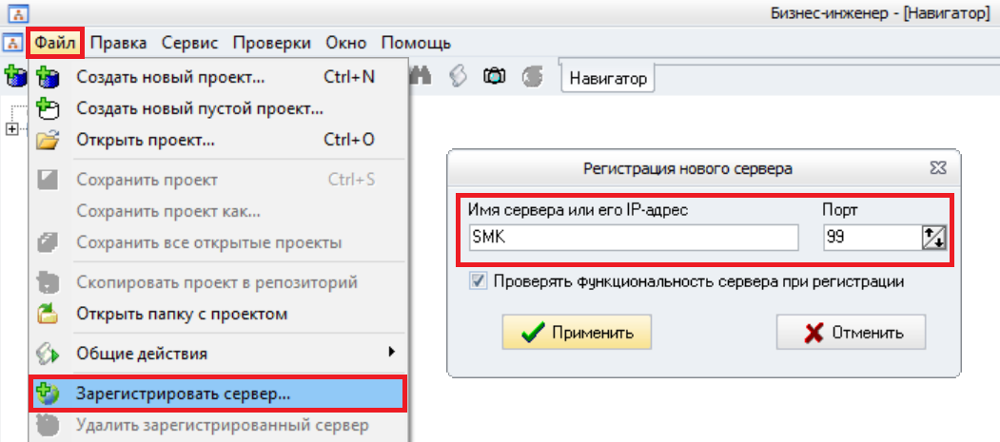 Бизнес-инженер - [Навигатор]
Файл Правка Сервис Проверки Окно Помощь
Создать новый проект... Ctrl+N
Создать новый пустой проект...
Открыть проект... Ctrl+O
Сохранить проект Ctrl+S
Сохранить проект как...
Сохранить все открытые проекты
Скопировать проект в репозиторий
Открыть папку с проектом
Общие действия
Зарегистрировать сервер...
Удалить зарегистрированный сервер
Навигатор
Регистрация нового сервера
Имя сервера или его IP-адрес Порт
SMK 99
Проверять функциональность сервера при регистрации
Применить Отменить